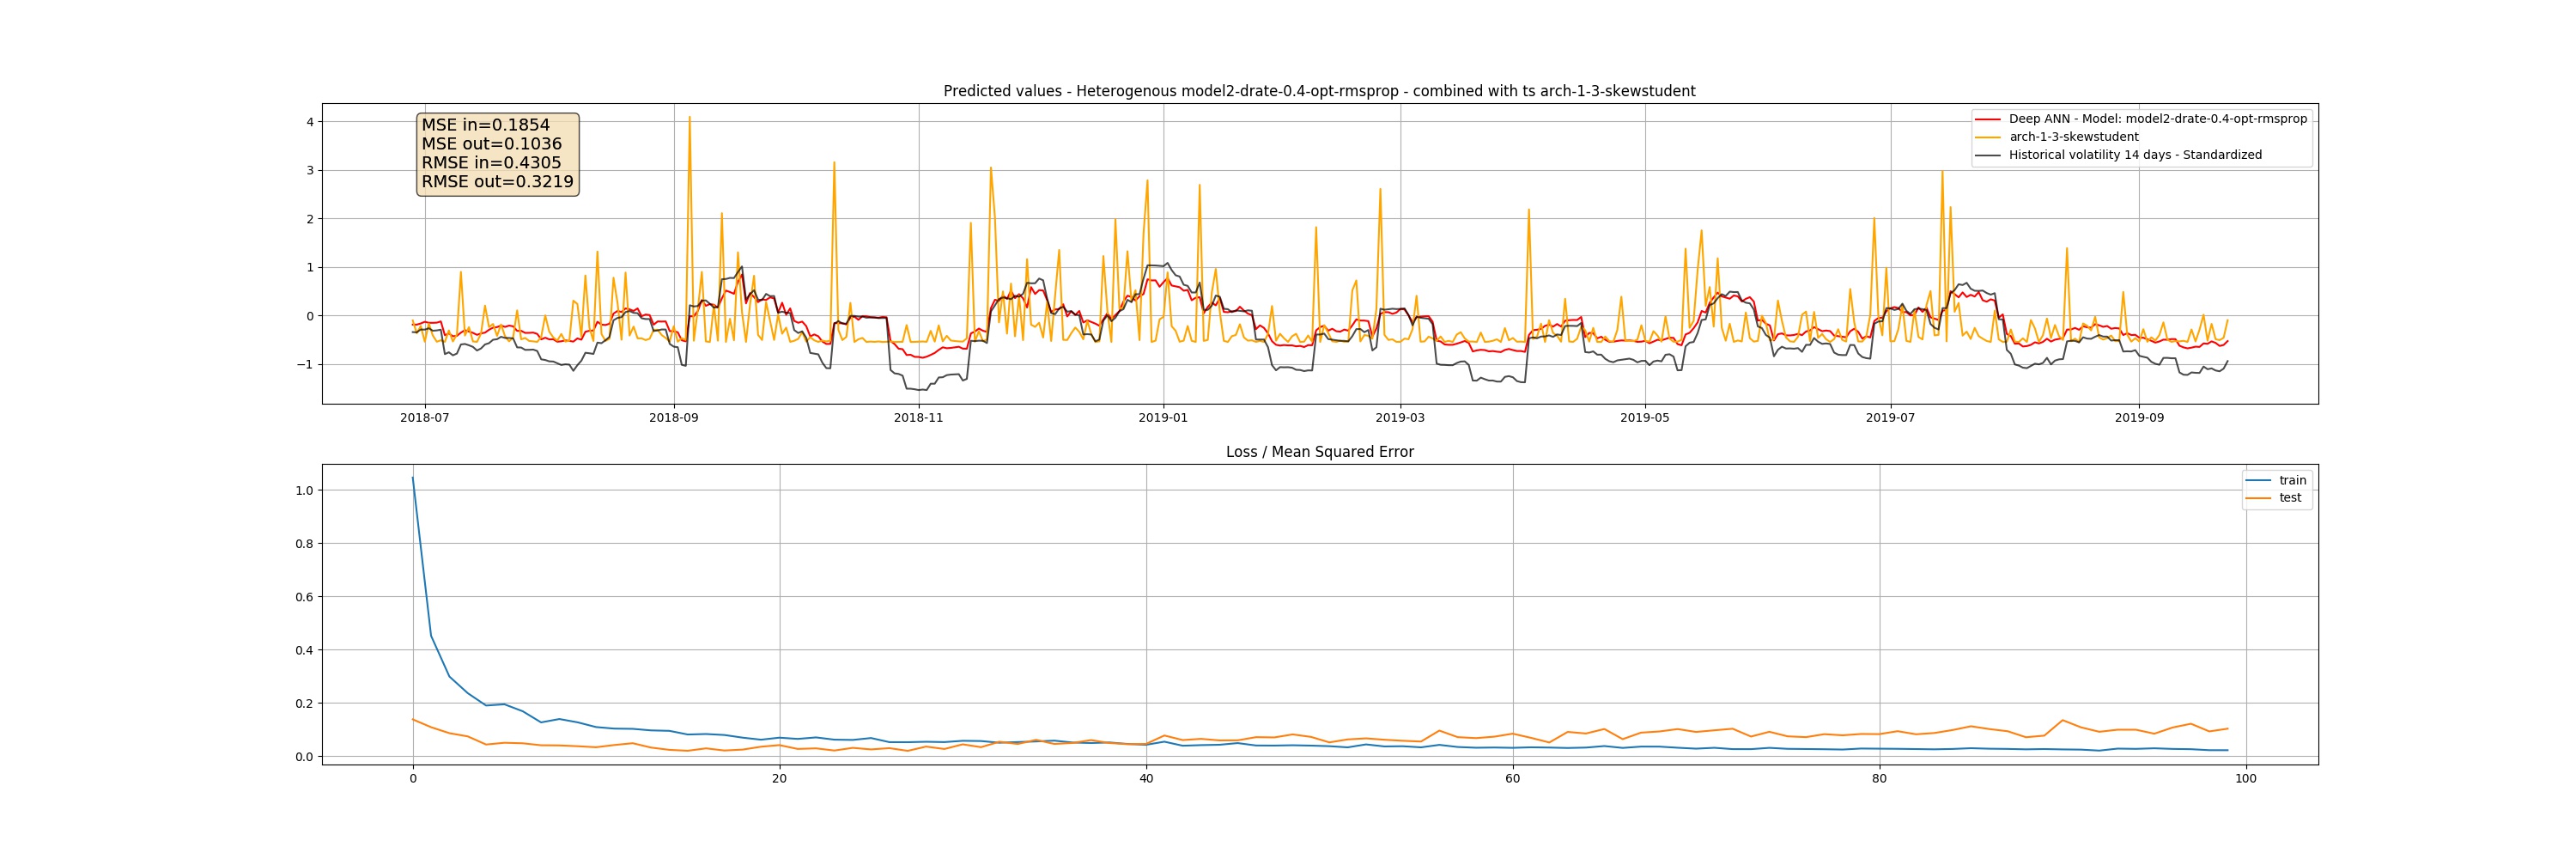 Predicted values - Heterogenous model2-drate-0.4-opt-rmsprop - combined with ts arch-1-3-skewstudent
MSE in=0.1854
MSE out=0.1036
RMSE in=0.4305
RMSE out=0.3219
Deep ANN - Model: model2-drate-0.4-opt-rmsprop
arch-1-3-skewstudent
Historical volatility 14 days - Standardized
4
3
2
1
0
−1
2018-07 2018-09 2018-11 2019-01 2019-03 2019-05 2019-07 2019-09
Loss / Mean Squared Error
train
test
1.0
0.8
0.6
0.4
0.2
0.0
0 20 40 60 80 100